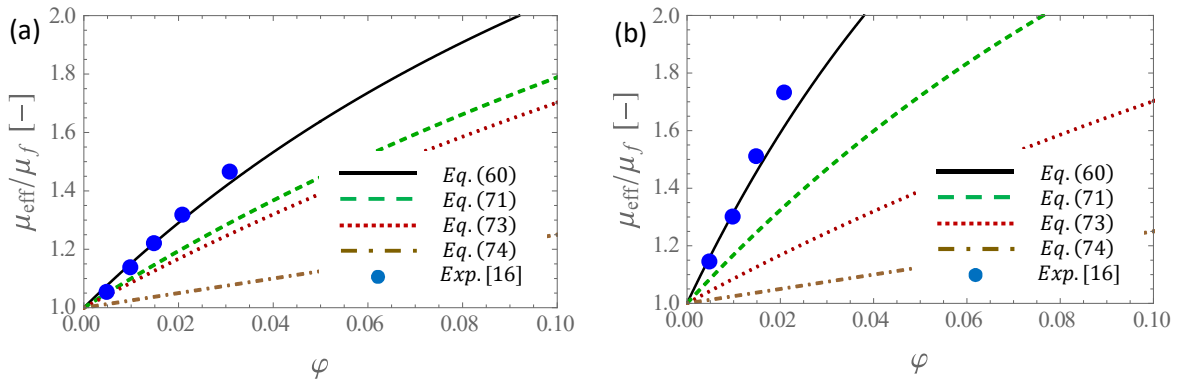 (a)
2.0
1.8
1.6
1.4
1.2
1.0
μeff/μf [−]
0.00
0.02
0.04
0.06
0.08
0.10
φ
Eq. (60)
Eq. (71)
Eq. (73)
Eq. (74)
Exp. [16]
(b)
2.0
1.8
1.6
1.4
1.2
1.0
μeff/μf [−]
0.00
0.02
0.04
0.06
0.08
0.10
φ
Eq. (60)
Eq. (71)
Eq. (73)
Eq. (74)
Exp. [16]